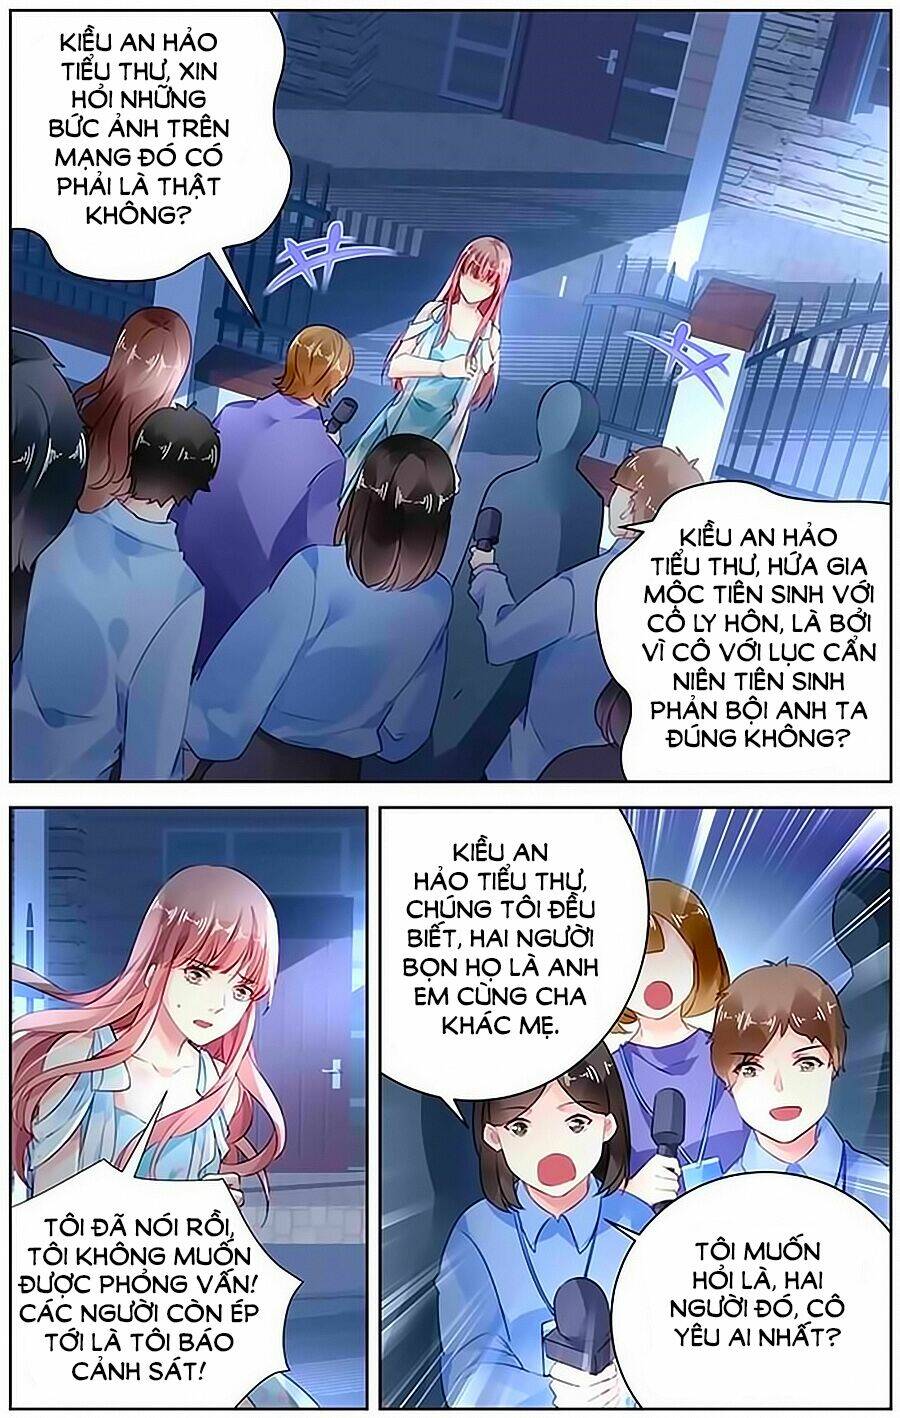 KIỀU AN HẢO
TIỂU THƯ, XIN
HỎI NHỮNG
BỨC ẢNH TRÊN
MẠNG ĐÓ CÓ
PHẢI LÀ THẬT
KHÔNG?
KIỀU AN HẢO
TIỂU THƯ, HỨA GIA
MỘC TIÊN SINH VỚI
CÔ LY HÔN, LÀ BỞI
VÌ CÔ VỚI LỤC CẨN
NIÊN TIÊN SINH
PHẢN BỘI ANH TA
ĐÚNG KHÔNG?
TÔI ĐÃ NÓI RỒI,
TÔI KHÔNG MUỐN
ĐƯỢC PHỎNG VẤN!
CÁC NGƯỜI CÒN ÉP
TỚI LÀ TÔI BÁO
CẢNH SÁT!
KIỀU AN
HẢO TIỂU THƯ,
CHÚNG TÔI ĐỀU
BIẾT, HAI NGƯỜI
BỌN HỌ LÀ ANH
EM CÙNG CHA
KHÁC MẸ.
TÔI MUỐN
HỎI LÀ, HAI
NGƯỜI ĐÓ, CÔ
YÊU AI NHẤT?